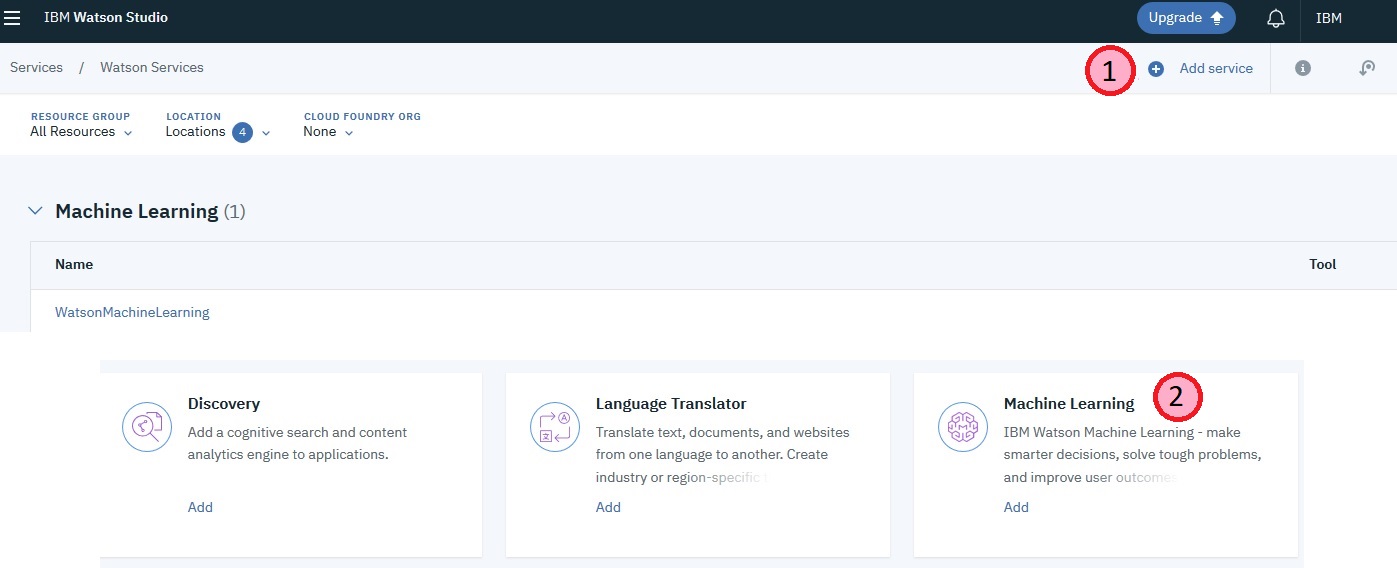 IBM Watson Studio
Upgrade
IBM
Services / Watson Services
1
Add service
RESOURCE GROUP
All Resources
LOCATION
Locations 4
CLOUD FOUNDRY ORG
None
Machine Learning (1)
Name
Tool
WatsonMachineLearning
Discovery
Add a cognitive search and content
analytics engine to applications.
Add
Language Translator
Translate text, documents, and websites
from one language to another. Create
industry or region-specific
Add
Machine Learning
2
IBM Watson Machine Learning - make
smarter decisions, solve tough problems,
and improve user outcomes
Add